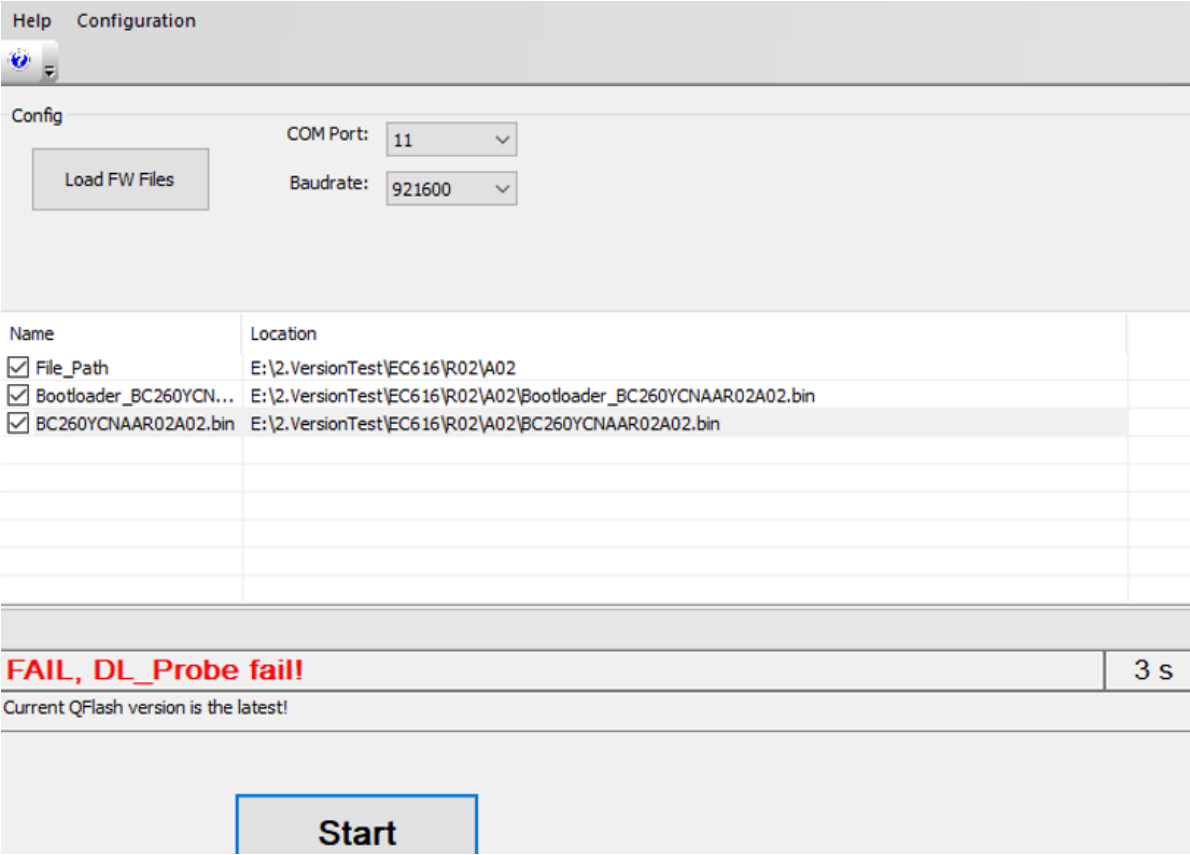 Help Configuration
Config
COM Port: 11
Load FW Files
Baudrate: 921600
Name Location
File_Path E:\2.VersionTest\EC616\R02\A02
Bootloader_BC260YCN... E:\2.VersionTest\EC616\R02\A02\Bootloader_BC260YCNAAR02A02.bin
BC260YCNAAR02A02.bin E:\2.VersionTest\EC616\R02\A02\BC260YCNAAR02A02.bin
FAIL, DL_Probe fail! 3 s
Current QFlash version is the latest!
Start